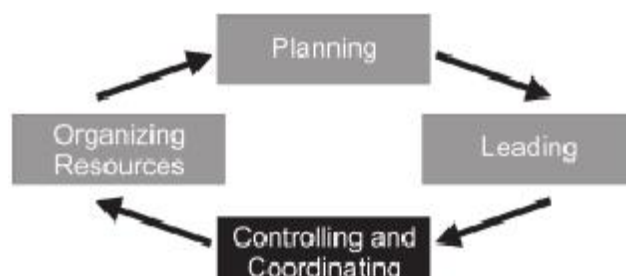 Planning
Organizing
Resources
Leading
Controlling and
Coordinating